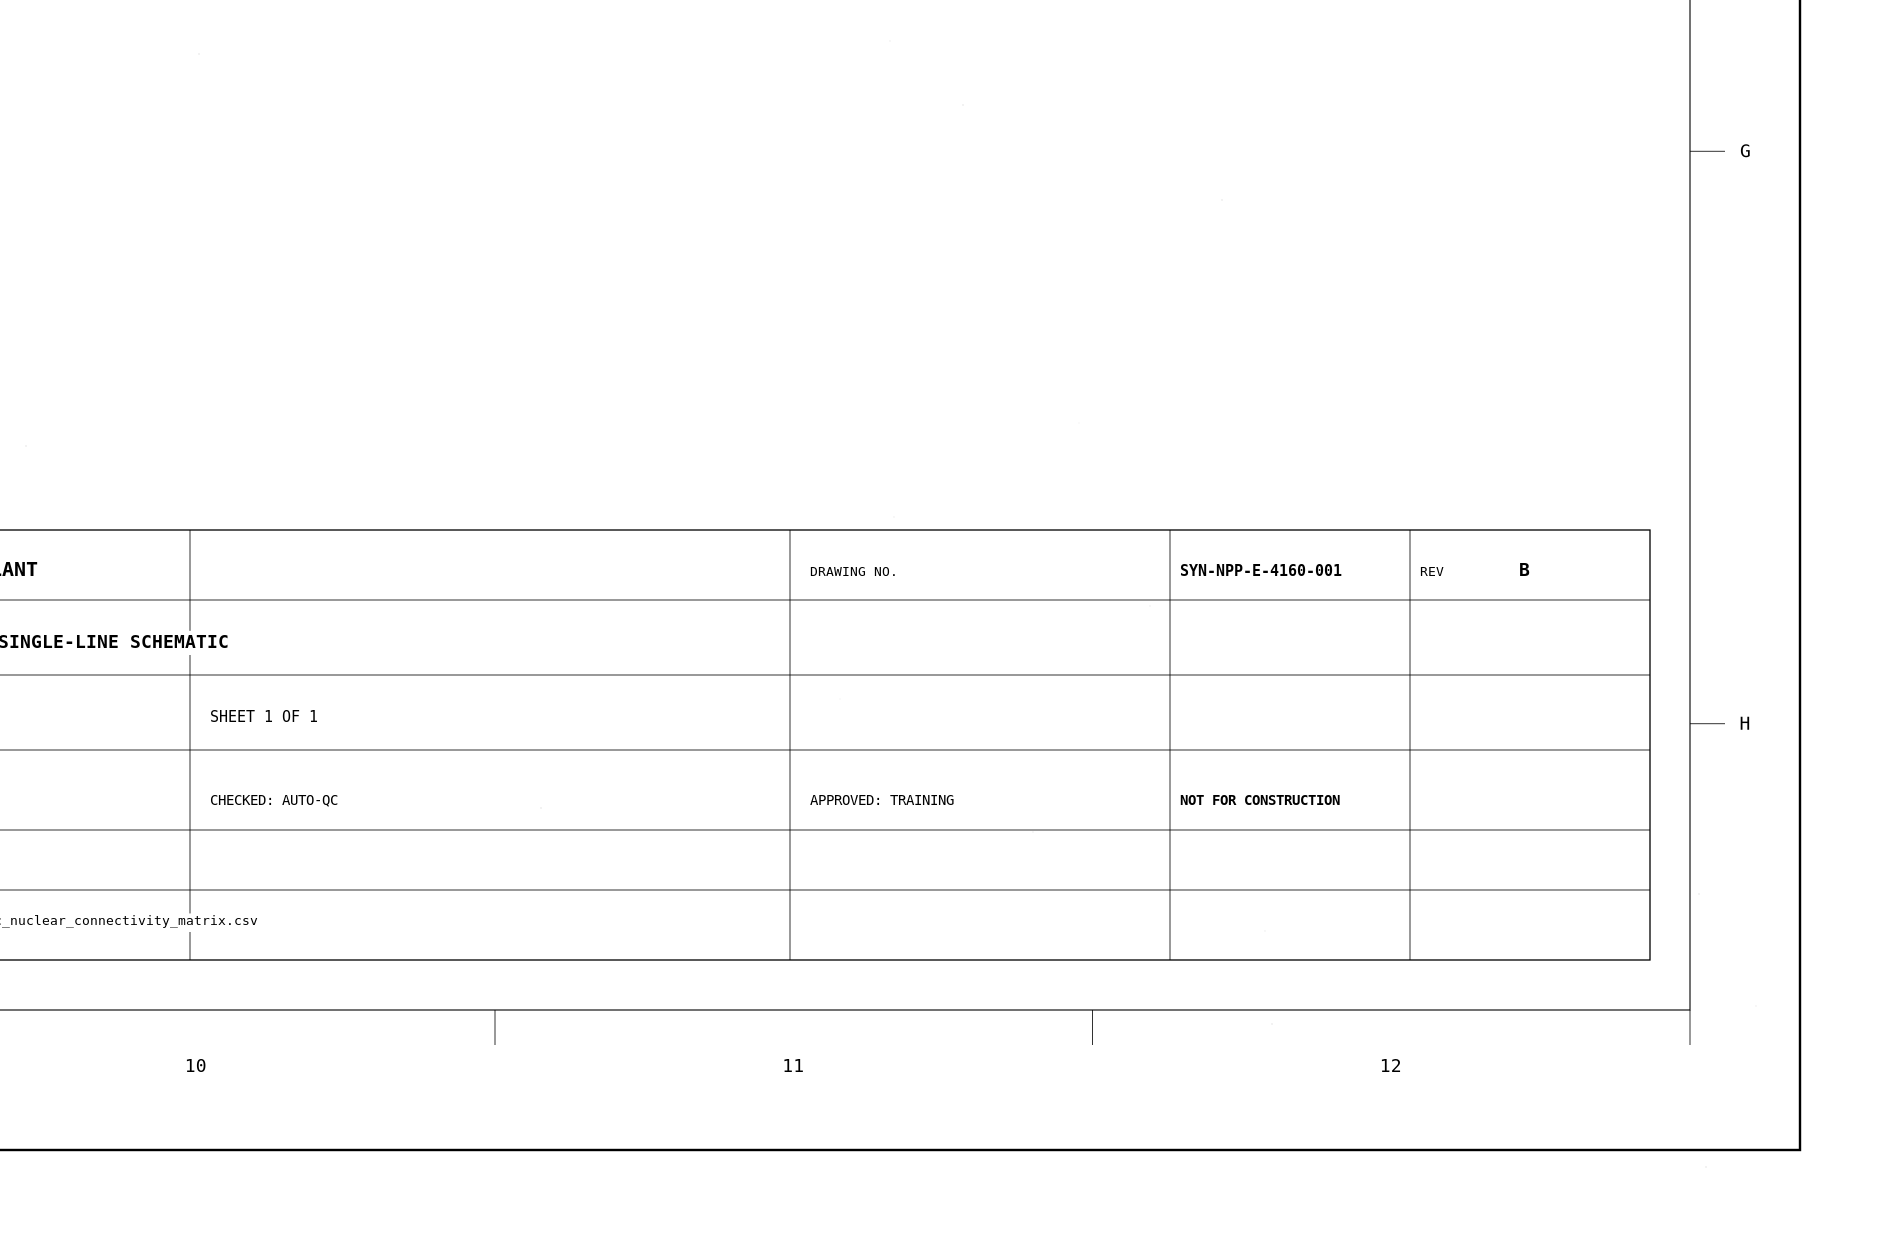 G
DRAWING NO. SYN-NPP-E-4160-001 REV B
SINGLE-LINE SCHEMATIC
SHEET 1 OF 1
H
CHECKED: AUTO-QC APPROVED: TRAINING NOT FOR CONSTRUCTION
_nuclear_connectivity_matrix.csv
10 11 12